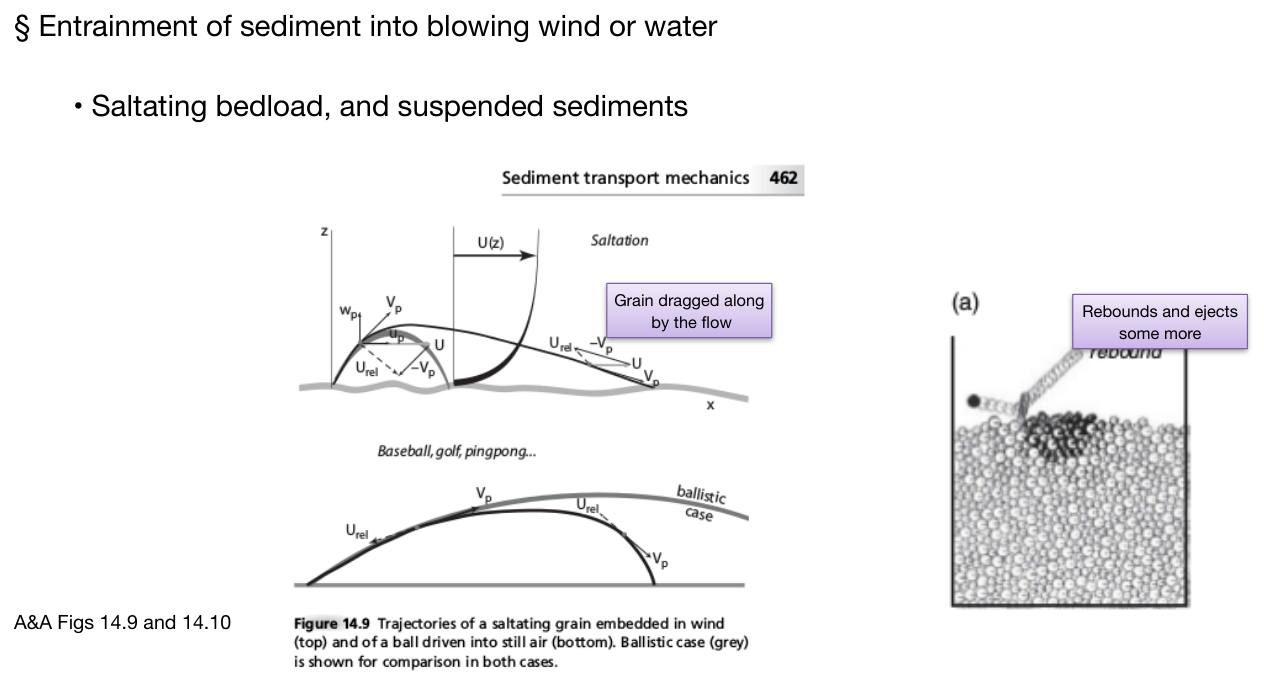 § Entrainment of sediment into blowing wind or water
• Saltating bedload, and suspended sediments
Sediment transport mechanics 462
z
U(z)
Saltation
Grain dragged along
by the flow
wp
Vp
up
U
Urel
–Vp
Urel
–Vp
U
Vp
x
Baseball, golf, pingpong...
Vp
Urel
Urel
Vp
ballistic
case
(a)
Rebounds and ejects
some more
rebound
A&A Figs 14.9 and 14.10
Figure 14.9 Trajectories of a saltating grain embedded in wind
(top) and of a ball driven into still air (bottom). Ballistic case (grey)
is shown for comparison in both cases.